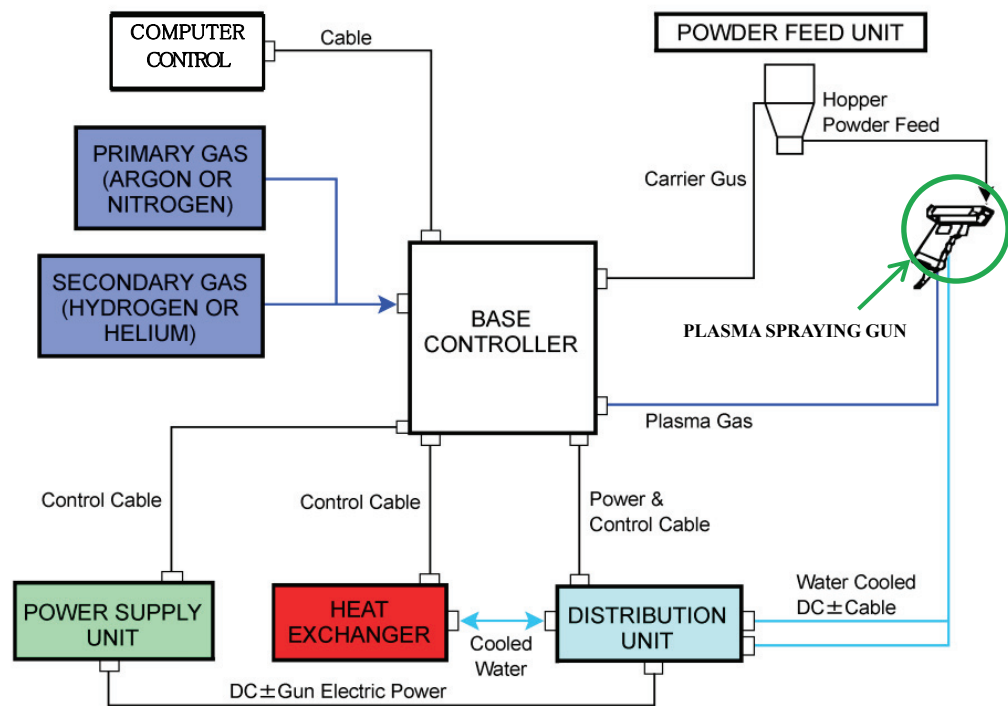 COMPUTER
CONTROL
Cable
POWDER FEED UNIT
Hopper
Powder Feed
PRIMARY GAS
(ARGON OR
NITROGEN)
Carrier Gus
SECONDARY GAS
(HYDROGEN OR
HELIUM)
BASE
CONTROLLER
PLASMA SPRAYING GUN
Plasma Gas
Control Cable
Control Cable
Power &
Control Cable
Water Cooled
DC±Cable
POWER SUPPLY
UNIT
HEAT
EXCHANGER
Cooled
Water
DISTRIBUTION
UNIT
DC±Gun Electric Power